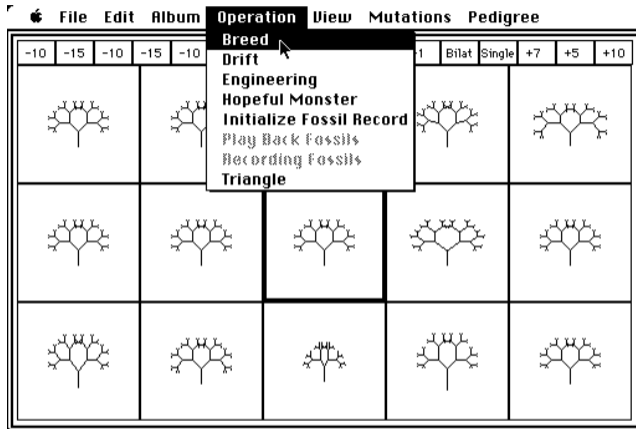 File Edit Album Operation View Mutations Pedigree
-10 -15 -10 -15 -10 Bilat Single +7 +5 +10
Breed
Drift
Engineering
Hopeful Monster
Initialize Fossil Record
Play Back Fossils
Recording Fossils
Triangle